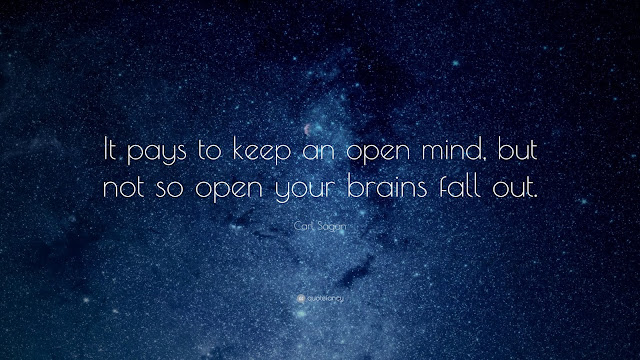 It pays to keep an open mind, but
not so open your brains fall out.
Carl Sagan
quotefancy